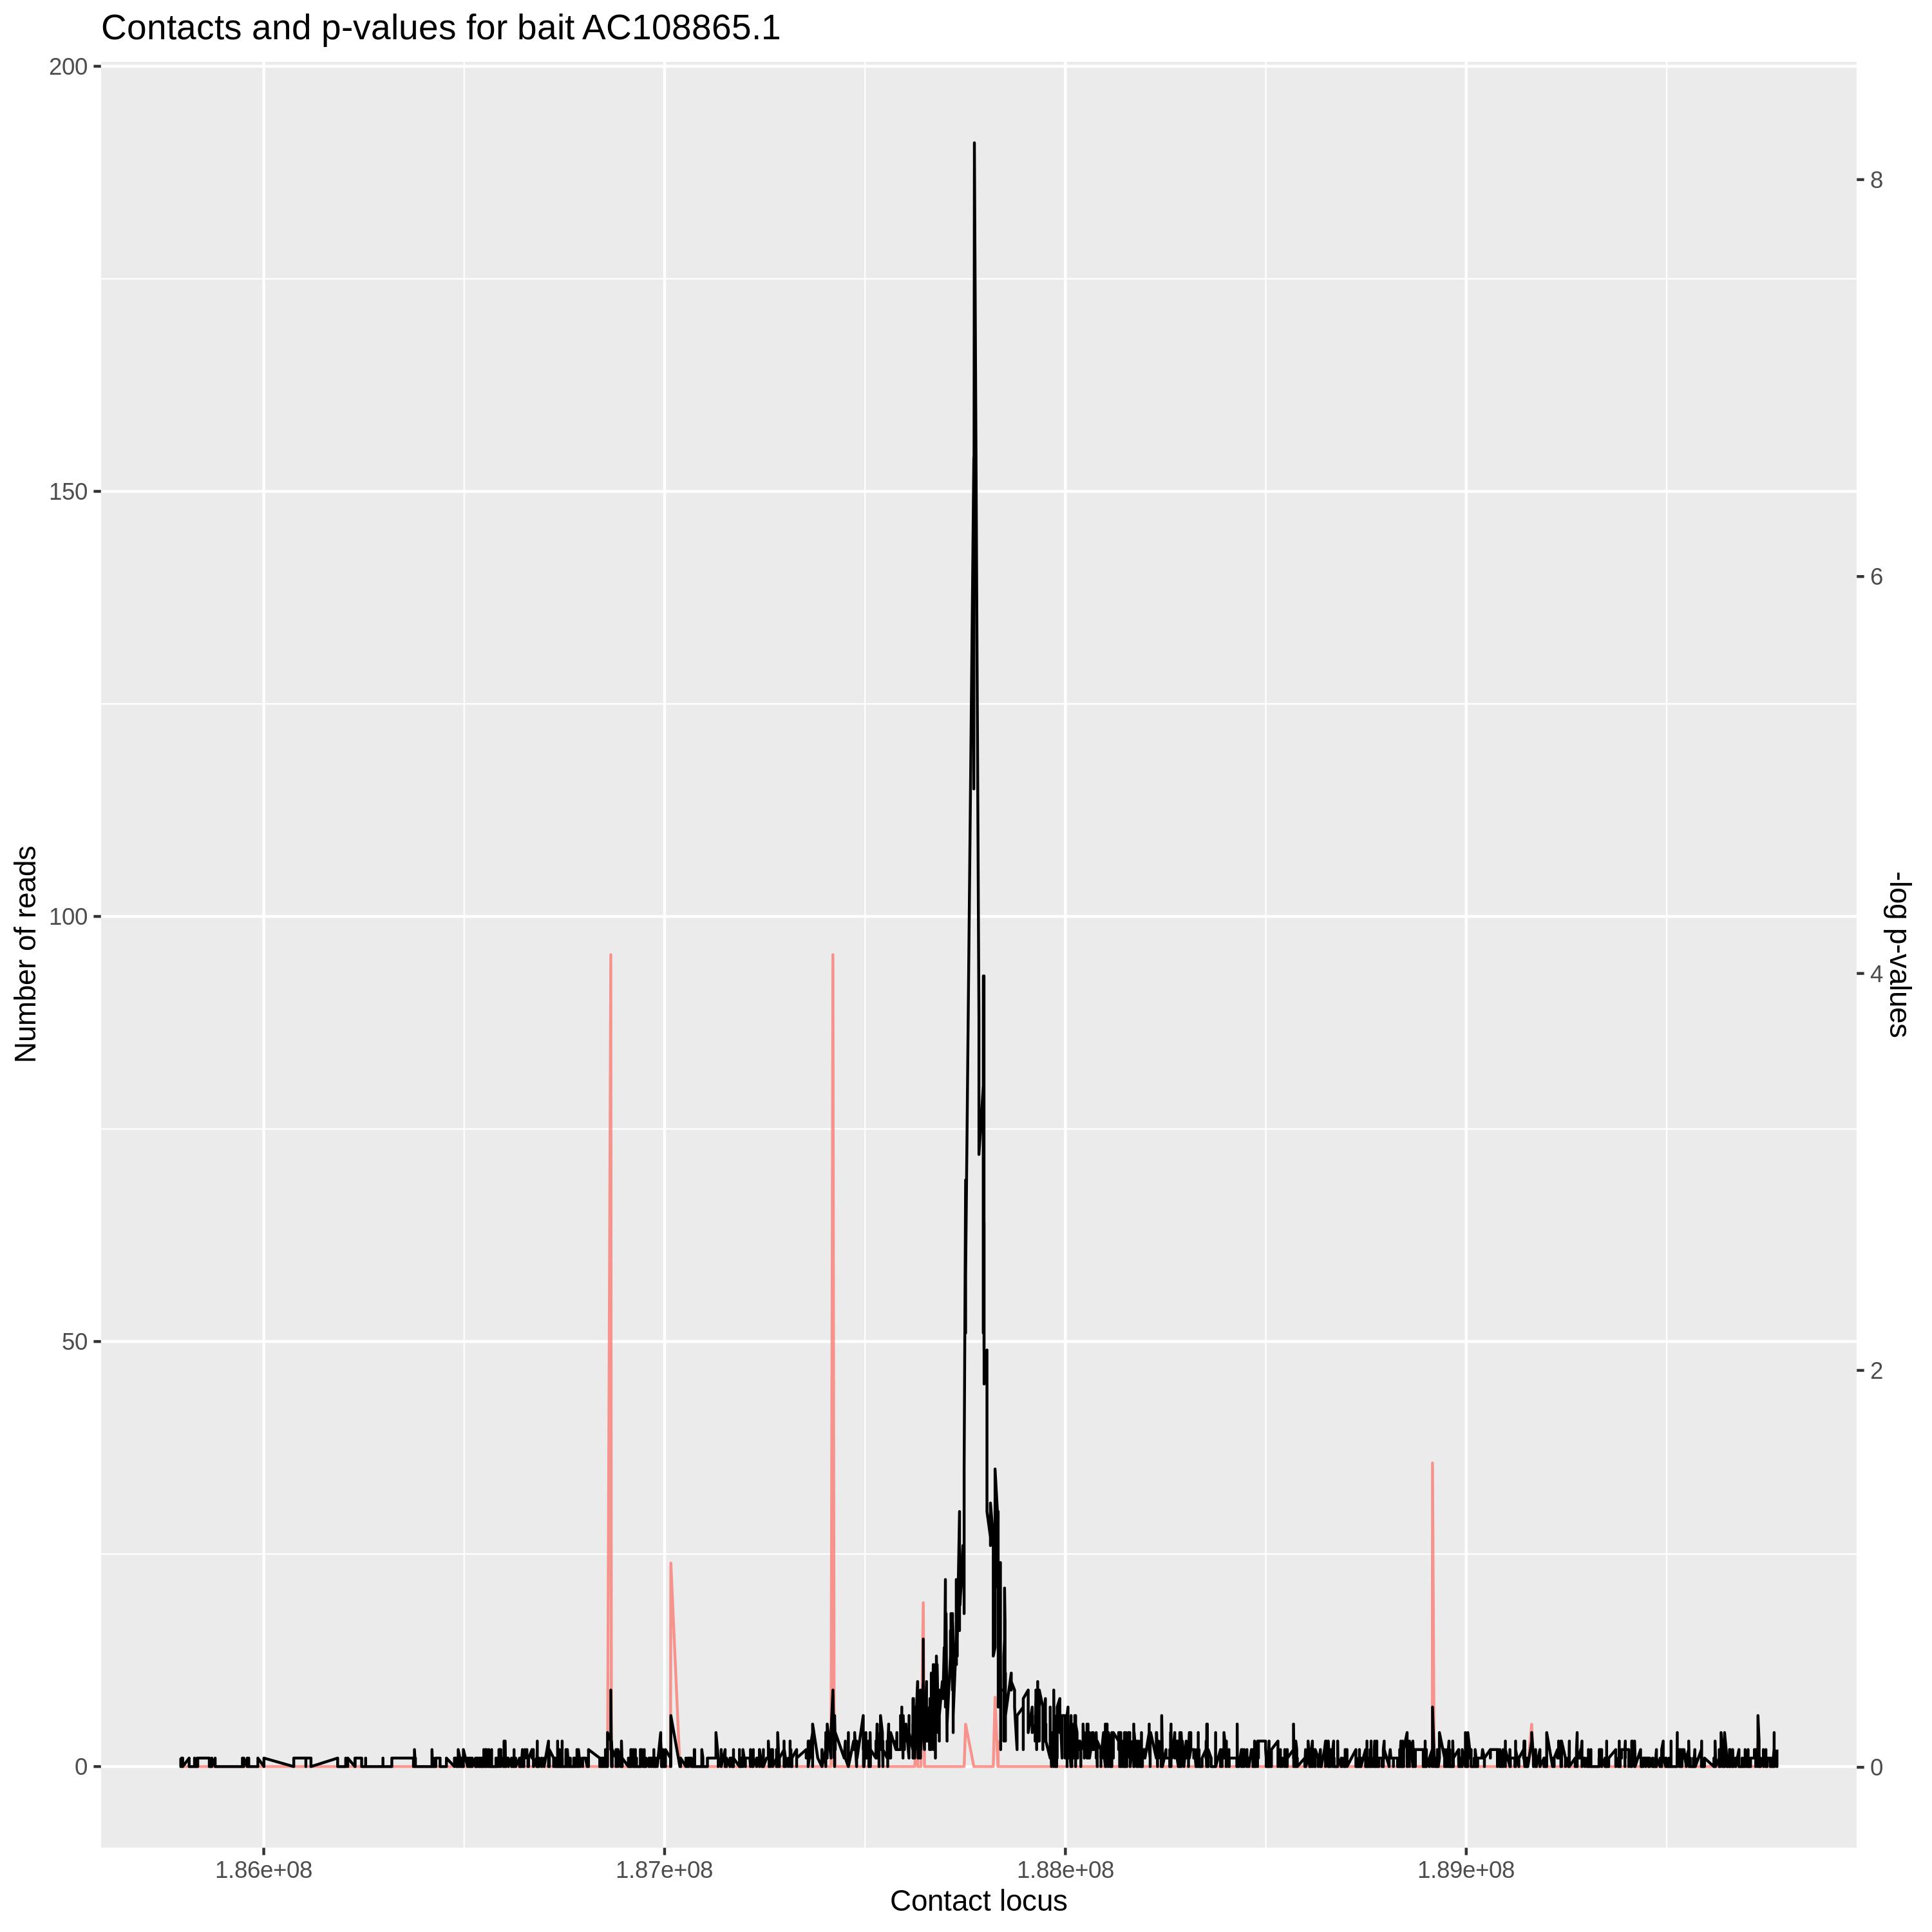 Contacts and p-values for bait AC108865.1
200
150
100
50
0
Number of reads
8
6
4
2
0
-log p-values
1.86e+08
1.87e+08
1.88e+08
1.89e+08
Contact locus